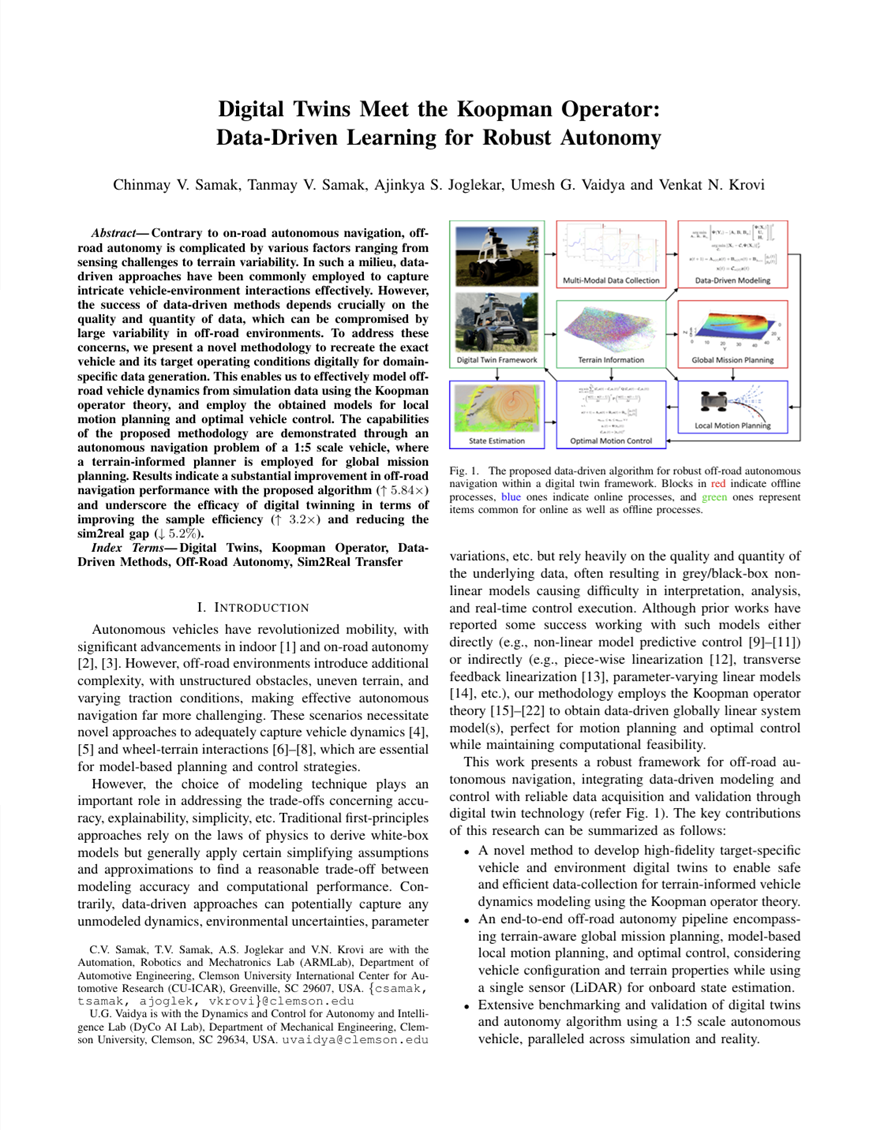 Digital Twins Meet the Koopman Operator:
Data-Driven Learning for Robust Autonomy
Chinmay V. Samak, Tanmay V. Samak, Ajinkya S. Joglekar, Umesh G. Vaidya and Venkat N. Krovi
Abstract— Contrary to on-road autonomous navigation, off-
road autonomy is complicated by various factors ranging from
sensing challenges to terrain variability. In such a milieu, data-
driven approaches have been commonly employed to capture
intricate vehicle-environment interactions effectively. However,
the success of data-driven methods depends crucially on the
quality and quantity of data, which can be compromised by
large variability in off-road environments. To address these
concerns, we present a novel methodology to recreate the exact
vehicle and its target operating conditions digitally for domain-
specific data generation. This enables us to effectively model off-
road vehicle dynamics from simulation data using the Koopman
operator theory, and employ the obtained models for local
motion planning and optimal vehicle control. The capabilities
of the proposed methodology are demonstrated through an
autonomous navigation problem of a 1:5 scale vehicle, where
a terrain-informed planner is employed for global mission
planning. Results indicate a substantial improvement in off-road
navigation performance with the proposed algorithm (↑ 5.84×)
and underscore the efficacy of digital twinning in terms of
improving the sample efficiency (↑ 3.2×) and reducing the
sim2real gap (↓ 5.2%).
Index Terms— Digital Twins, Koopman Operator, Data-
Driven Methods, Off-Road Autonomy, Sim2Real Transfer
I. INTRODUCTION
Autonomous vehicles have revolutionized mobility, with
significant advancements in indoor [1] and on-road autonomy
[2], [3]. However, off-road environments introduce additional
complexity, with unstructured obstacles, uneven terrain, and
varying traction conditions, making effective autonomous
navigation far more challenging. These scenarios necessitate
novel approaches to adequately capture vehicle dynamics [4],
[5] and wheel-terrain interactions [6]–[8], which are essential
for model-based planning and control strategies.
However, the choice of modeling technique plays an
important role in addressing the trade-offs concerning accu-
racy, explainability, simplicity, etc. Traditional first-principles
approaches rely on the laws of physics to derive white-box
models but generally apply certain simplifying assumptions
and approximations to find a reasonable trade-off between
modeling accuracy and computational performance. Con-
trarily, data-driven approaches can potentially capture any
unmodeled dynamics, environmental uncertainties, parameter
C.V. Samak, T.V. Samak, A.S. Joglekar and V.N. Krovi are with the
Automation, Robotics and Mechatronics Lab (ARMLab), Department of
Automotive Engineering, Clemson University International Center for Au-
tomotive Research (CU-ICAR), Greenville, SC 29607, USA. {csamak,
tsamak, ajoglek, vkrovi}@clemson.edu
U.G. Vaidya is with the Dynamics and Control for Autonomy and Intelli-
gence Lab (DyCo AI Lab), Department of Mechanical Engineering, Clem-
son University, Clemson, SC 29634, USA. uvaidya@clemson.edu
Multi-Modal Data Collection
Data-Driven Modeling
Digital Twin Framework
Terrain Information
Global Mission Planning
State Estimation
Optimal Motion Control
Local Motion Planning
Fig. 1. The proposed data-driven algorithm for robust off-road autonomous
navigation within a digital twin framework. Blocks in red indicate offline
processes, blue ones indicate online processes, and green ones represent
items common for online as well as offline processes.
variations, etc. but rely heavily on the quality and quantity of
the underlying data, often resulting in grey/black-box non-
linear models causing difficulty in interpretation, analysis,
and real-time control execution. Although prior works have
reported some success working with such models either
directly (e.g., non-linear model predictive control [9]–[11])
or indirectly (e.g., piece-wise linearization [12], transverse
feedback linearization [13], parameter-varying linear models
[14], etc.), our methodology employs the Koopman operator
theory [15]–[22] to obtain data-driven globally linear system
model(s), perfect for motion planning and optimal control
while maintaining computational feasibility.
This work presents a robust framework for off-road au-
tonomous navigation, integrating data-driven modeling and
control with reliable data acquisition and validation through
digital twin technology (refer Fig. 1). The key contributions
of this research can be summarized as follows:
• A novel method to develop high-fidelity target-specific
vehicle and environment digital twins to enable safe
and efficient data-collection for terrain-informed vehicle
dynamics modeling using the Koopman operator theory.
• An end-to-end off-road autonomy pipeline encompass-
ing terrain-aware global mission planning, model-based
local motion planning, and optimal control, considering
vehicle configuration and terrain properties while using
a single sensor (LiDAR) for onboard state estimation.
• Extensive benchmarking and validation of digital twins
and autonomy algorithm using a 1:5 scale autonomous
vehicle, paralleled across simulation and reality.